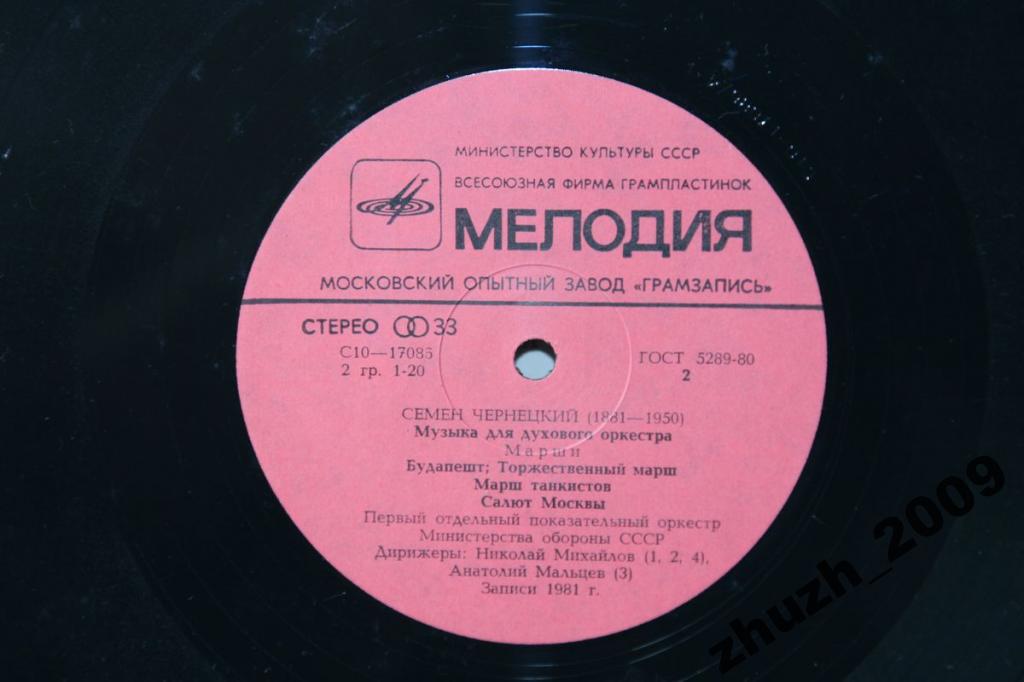 МИНИСТЕРСТВО КУЛЬТУРЫ СССР
ВСЕСОЮЗНАЯ ФИРМА ГРАМПЛАСТИНОК
МЕЛОДИЯ
МОСКОВСКИЙ ОПЫТНЫЙ ЗАВОД «ГРАМЗАПИСЬ»
СТЕРЕО 33
С10—17086 ГОСТ 5289-80
2 гр. 1-20 2
СЕМЕН ЧЕРНЕЦКИЙ (1881—1950)
Музыка для духового оркестра
Марши
Будапешт; Торжественный марш
Марш танкистов
Салют Москвы
Первый отдельный показательный оркестр
Министерства обороны СССР
Дирижеры: Николай Михайлов (1, 2, 4),
Анатолий Мальцев (3)
Записи 1981 г.
zhuzh_2009